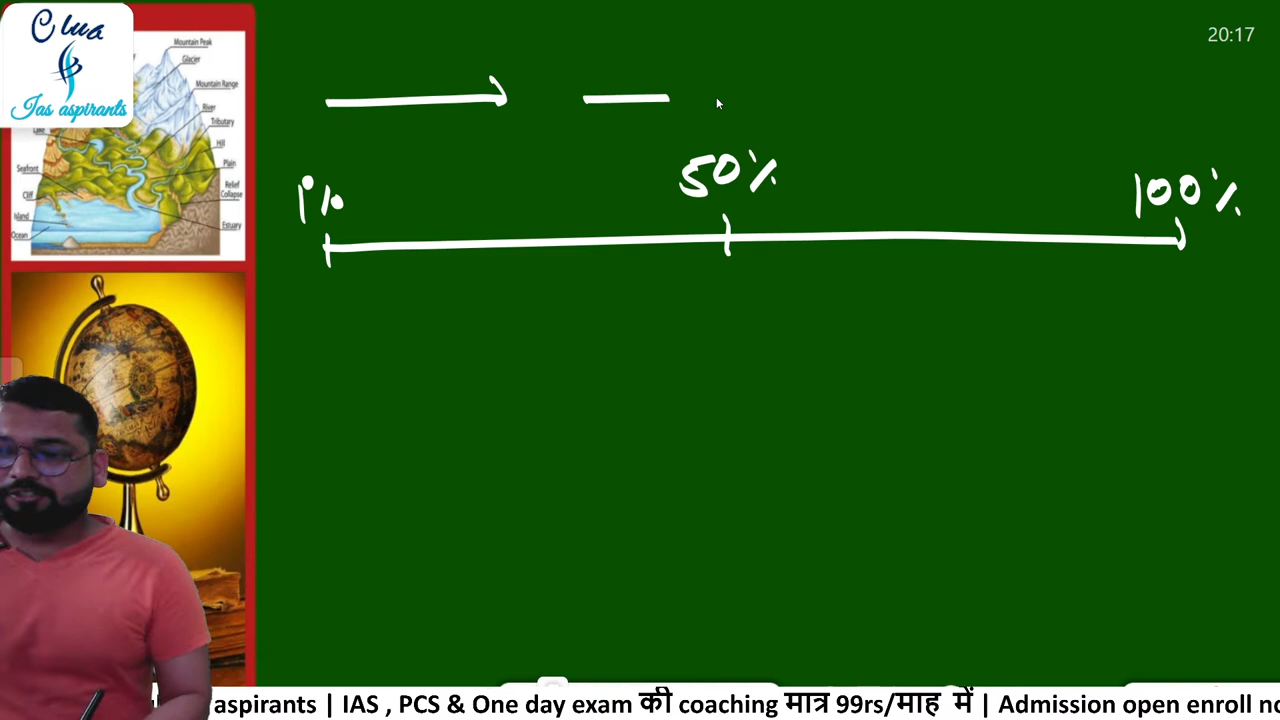 Clua
Ias aspirants
20:17
Mountain Peak
Glacier
Mountain Range
River
Tributary
Lake
Hill
Seafront
Plain
Cliff
Relief
Collapse
Island
Estuary
Ocean
1%
50%
100%
aspirants | IAS , PCS & One day exam की coaching मात्र 99rs/माह में | Admission open enroll no